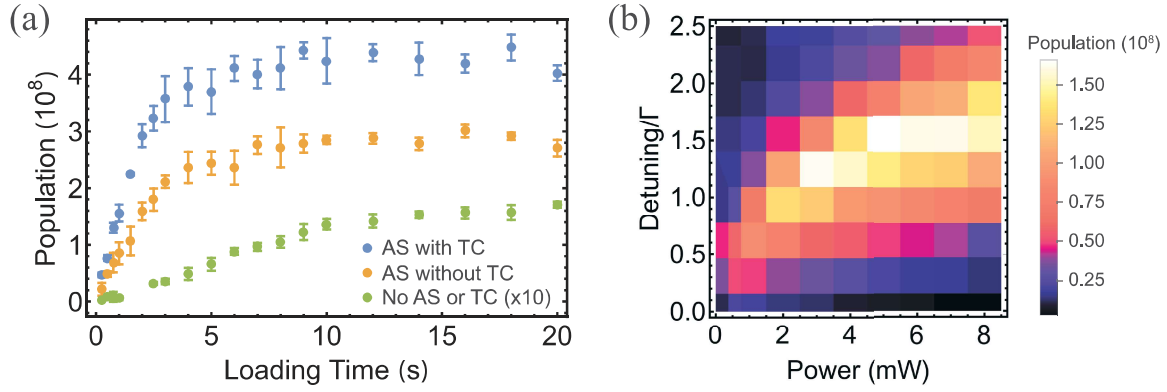 (a)
Population (10⁸)
5
4
3
2
1
0
AS with TC
AS without TC
No AS or TC (x10)
0
5
10
15
20
Loading Time (s)
(b)
Detuning/Γ
2.5
2.0
1.5
1.0
0.5
0.0
0
2
4
6
8
Power (mW)
Population (10⁸)
1.50
1.25
1.00
0.75
0.50
0.25